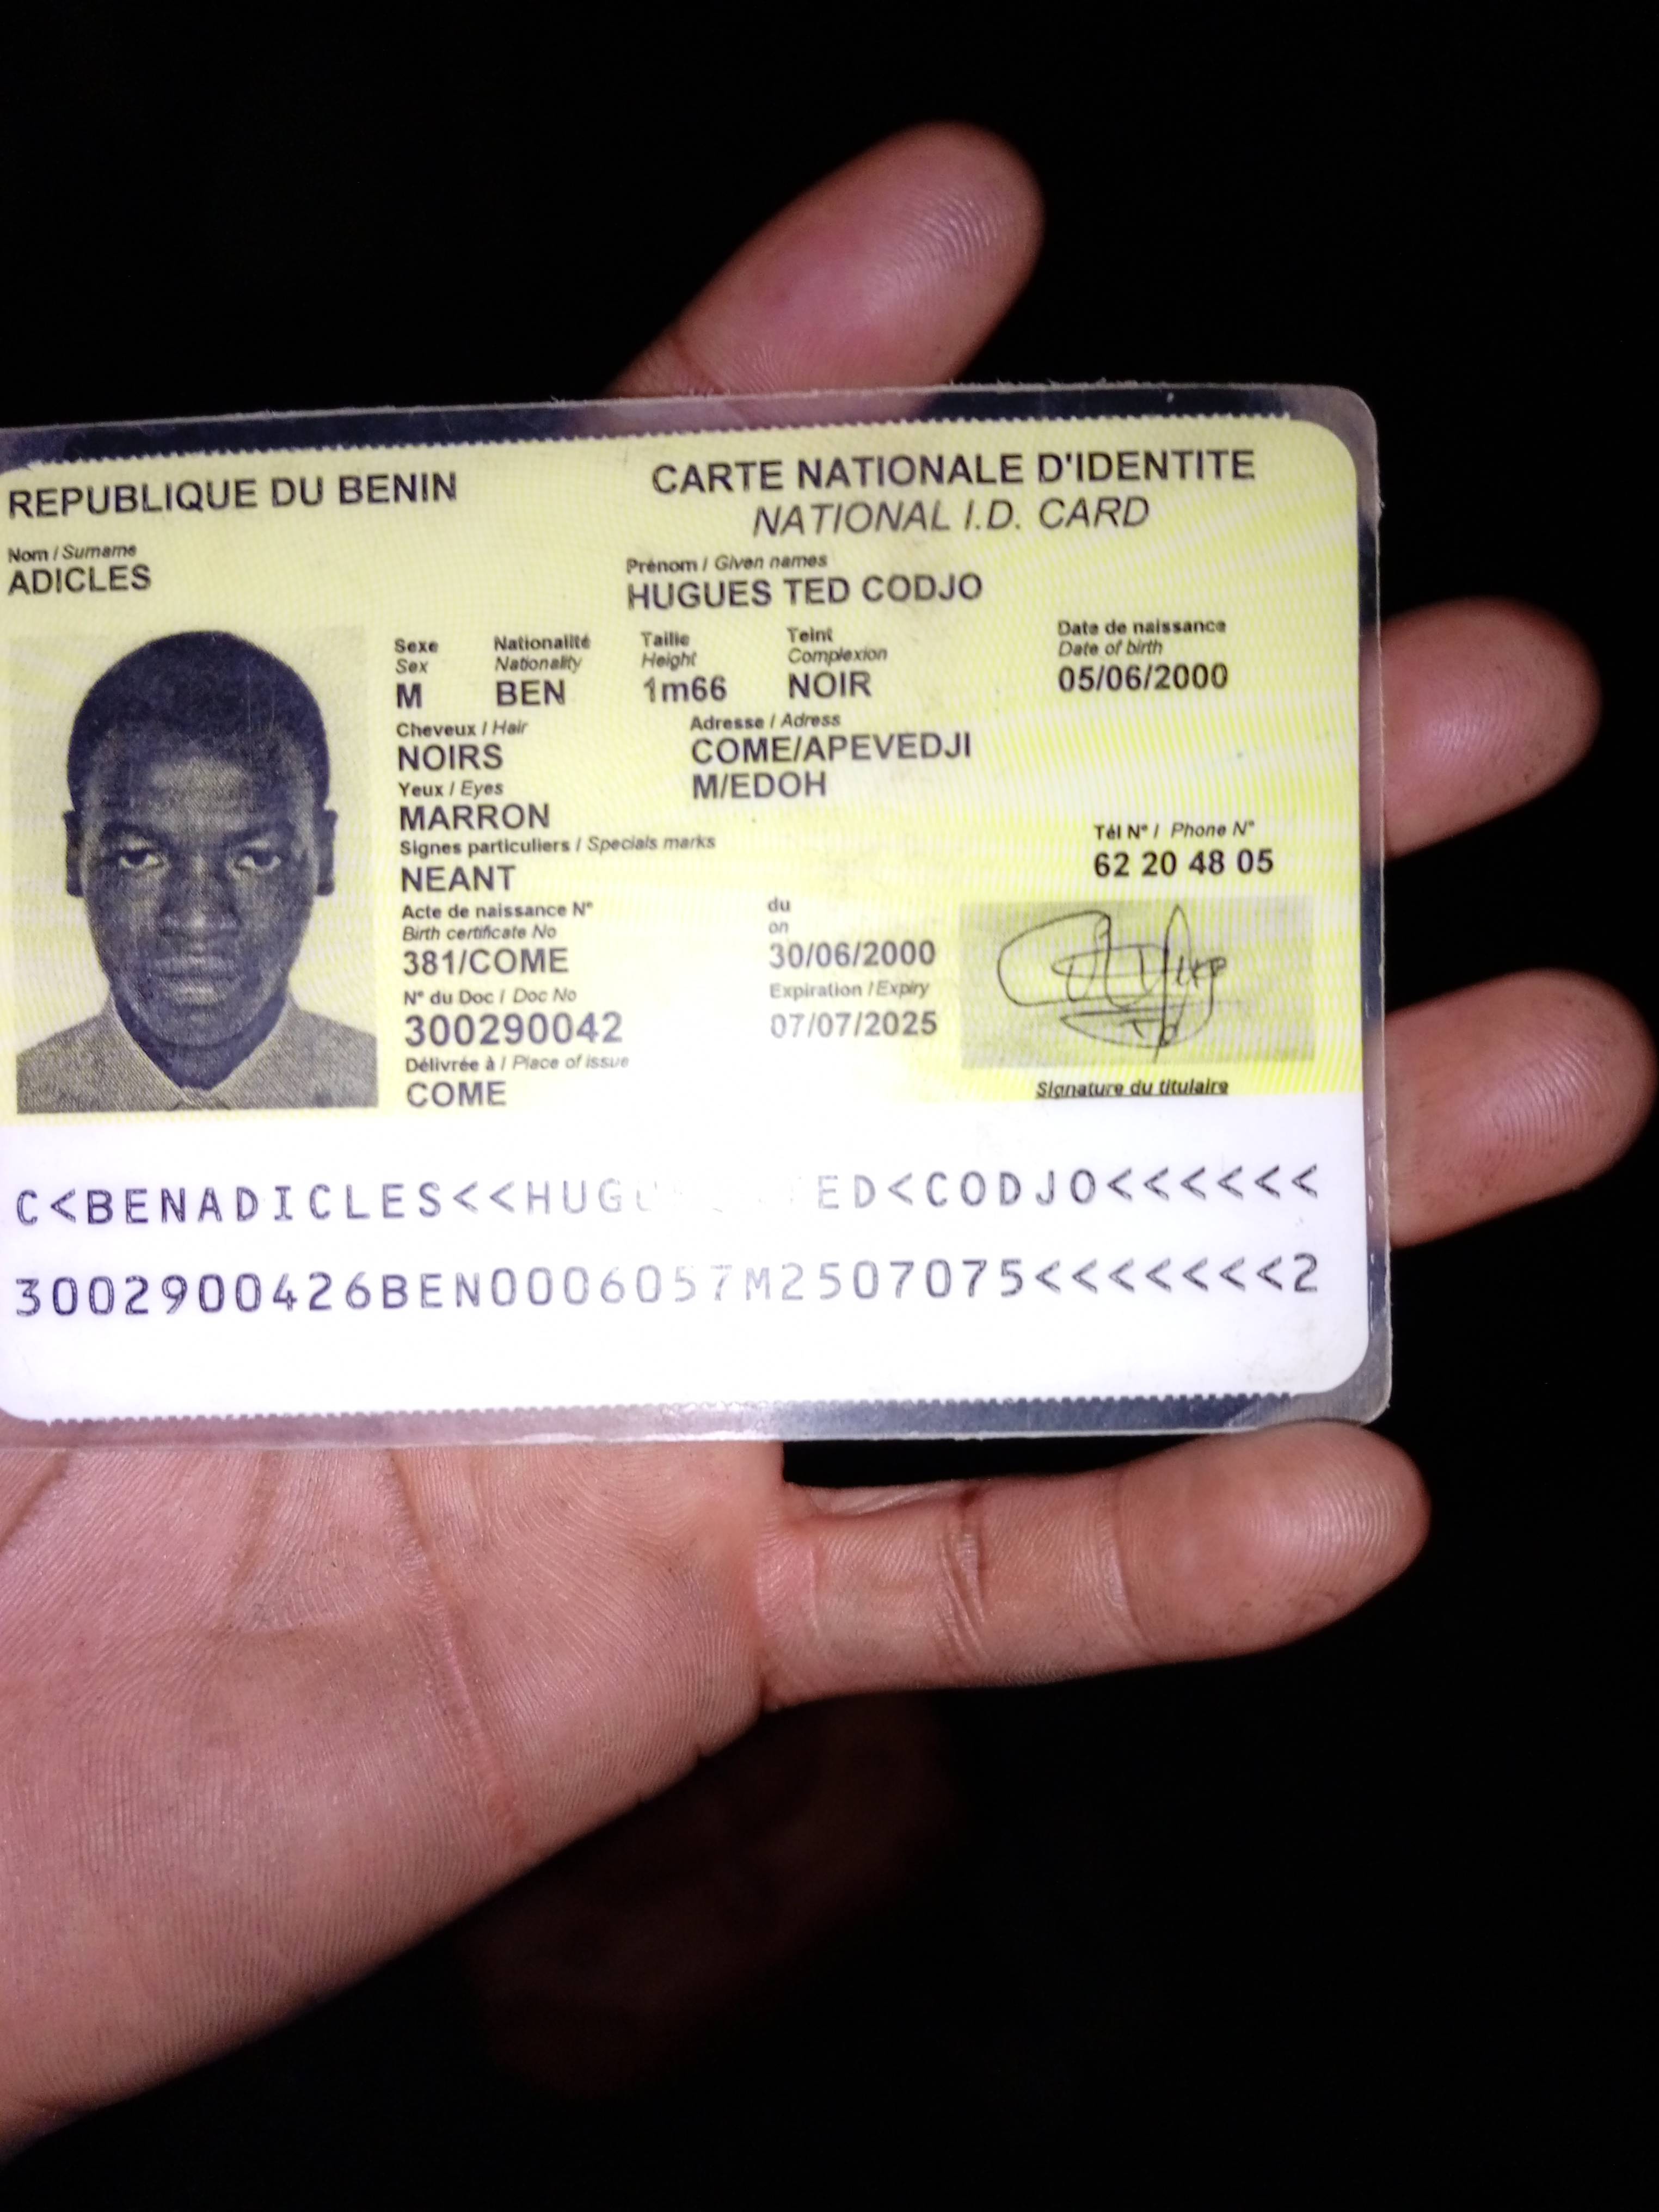 REPUBLIQUE DU BENIN
CARTE NATIONALE D'IDENTITE
NATIONAL I.D. CARD
Nom / Surname
ADICLES
Prénom / Given names
HUGUES TED CODJO
Sexe Nationalité Taille Teint Date de naissance
Sex Nationality Height Complexion Date of birth
M BEN 1m66 NOIR 05/06/2000
Cheveux / Hair Adresse / Adress
NOIRS COME/APEVEDJI
Yeux / Eyes M/EDOH
MARRON
Signes particuliers / Specials marks Tél N° / Phone N°
NEANT 62 20 48 05
Acte de naissance N° du
Birth certificate No on
381/COME 30/06/2000
N° du Doc / Doc No Expiration / Expiry
300290042 07/07/2025
Délivrée à / Place of issue
COME
Signature du titulaire
C<BENADICLES<<HUG ED<CODJO<<<<<<
3002900426BEN0006057M2507075<<<<<<<2